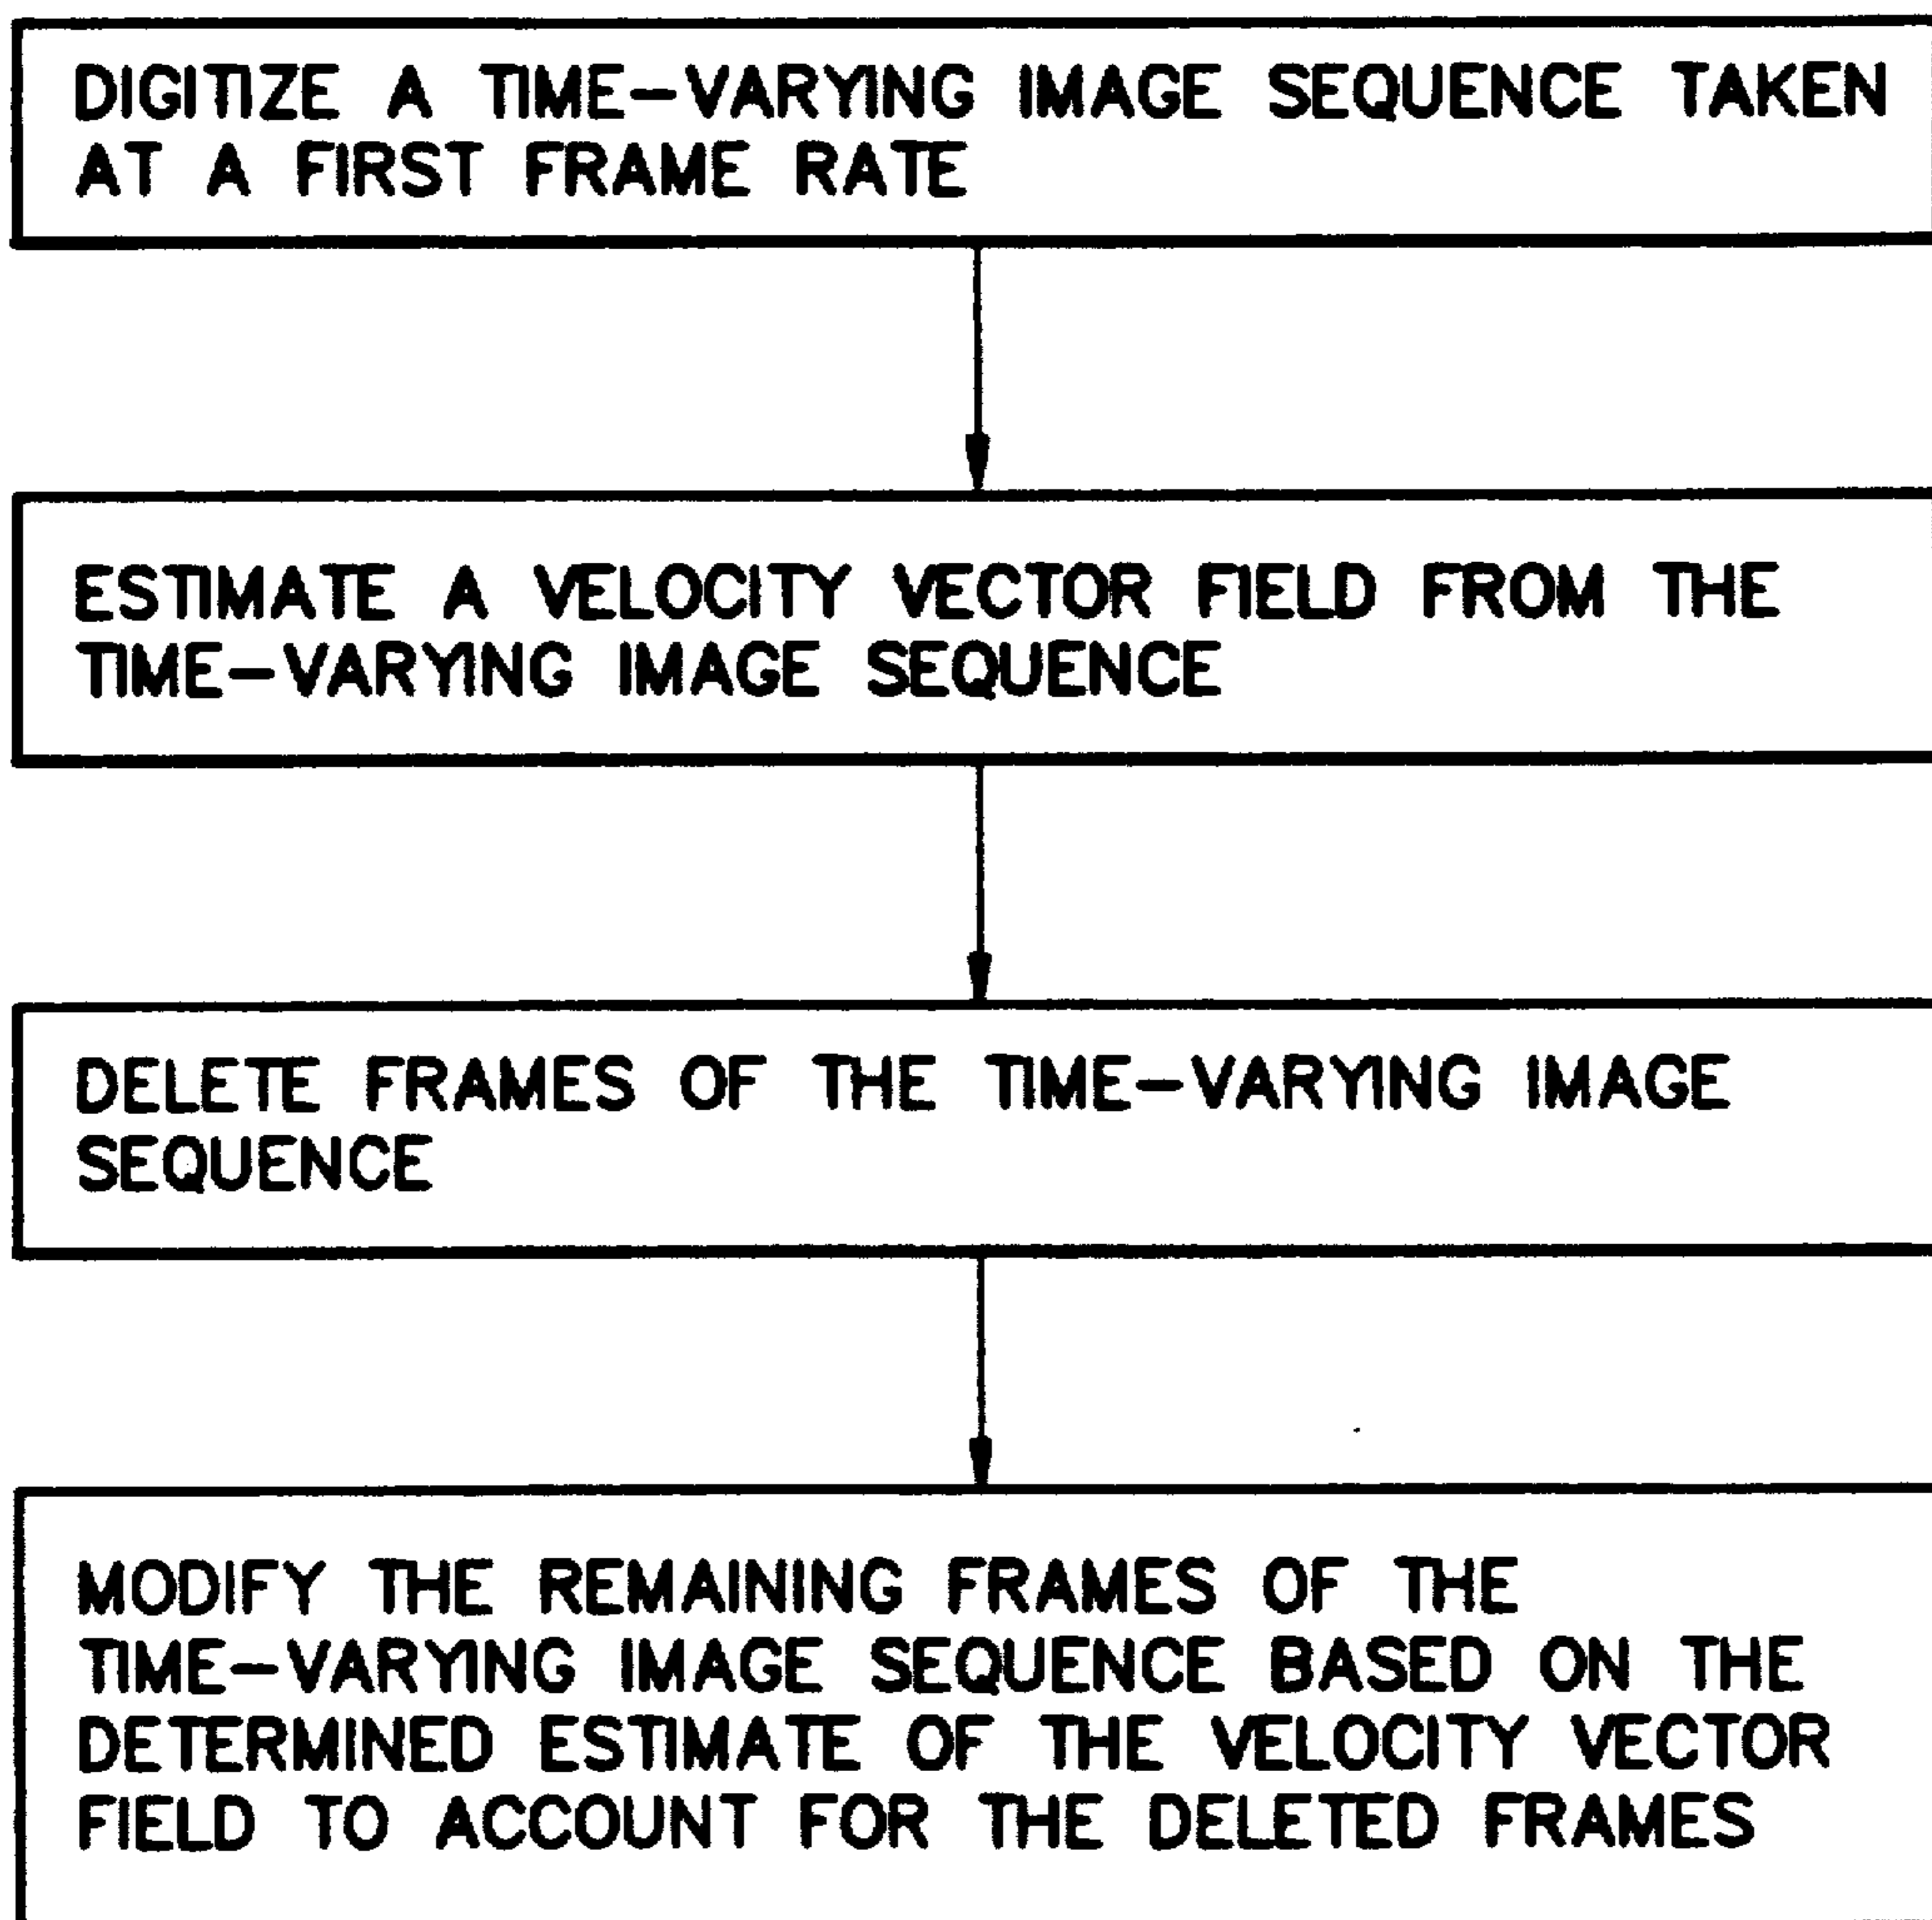 DIGITIZE A TIME-VARYING IMAGE SEQUENCE TAKEN
AT A FIRST FRAME RATE
ESTIMATE A VELOCITY VECTOR FIELD FROM THE
TIME-VARYING IMAGE SEQUENCE
DELETE FRAMES OF THE TIME-VARYING IMAGE
SEQUENCE
MODIFY THE REMAINING FRAMES OF THE
TIME-VARYING IMAGE SEQUENCE BASED ON THE
DETERMINED ESTIMATE OF THE VELOCITY VECTOR
FIELD TO ACCOUNT FOR THE DELETED FRAMES